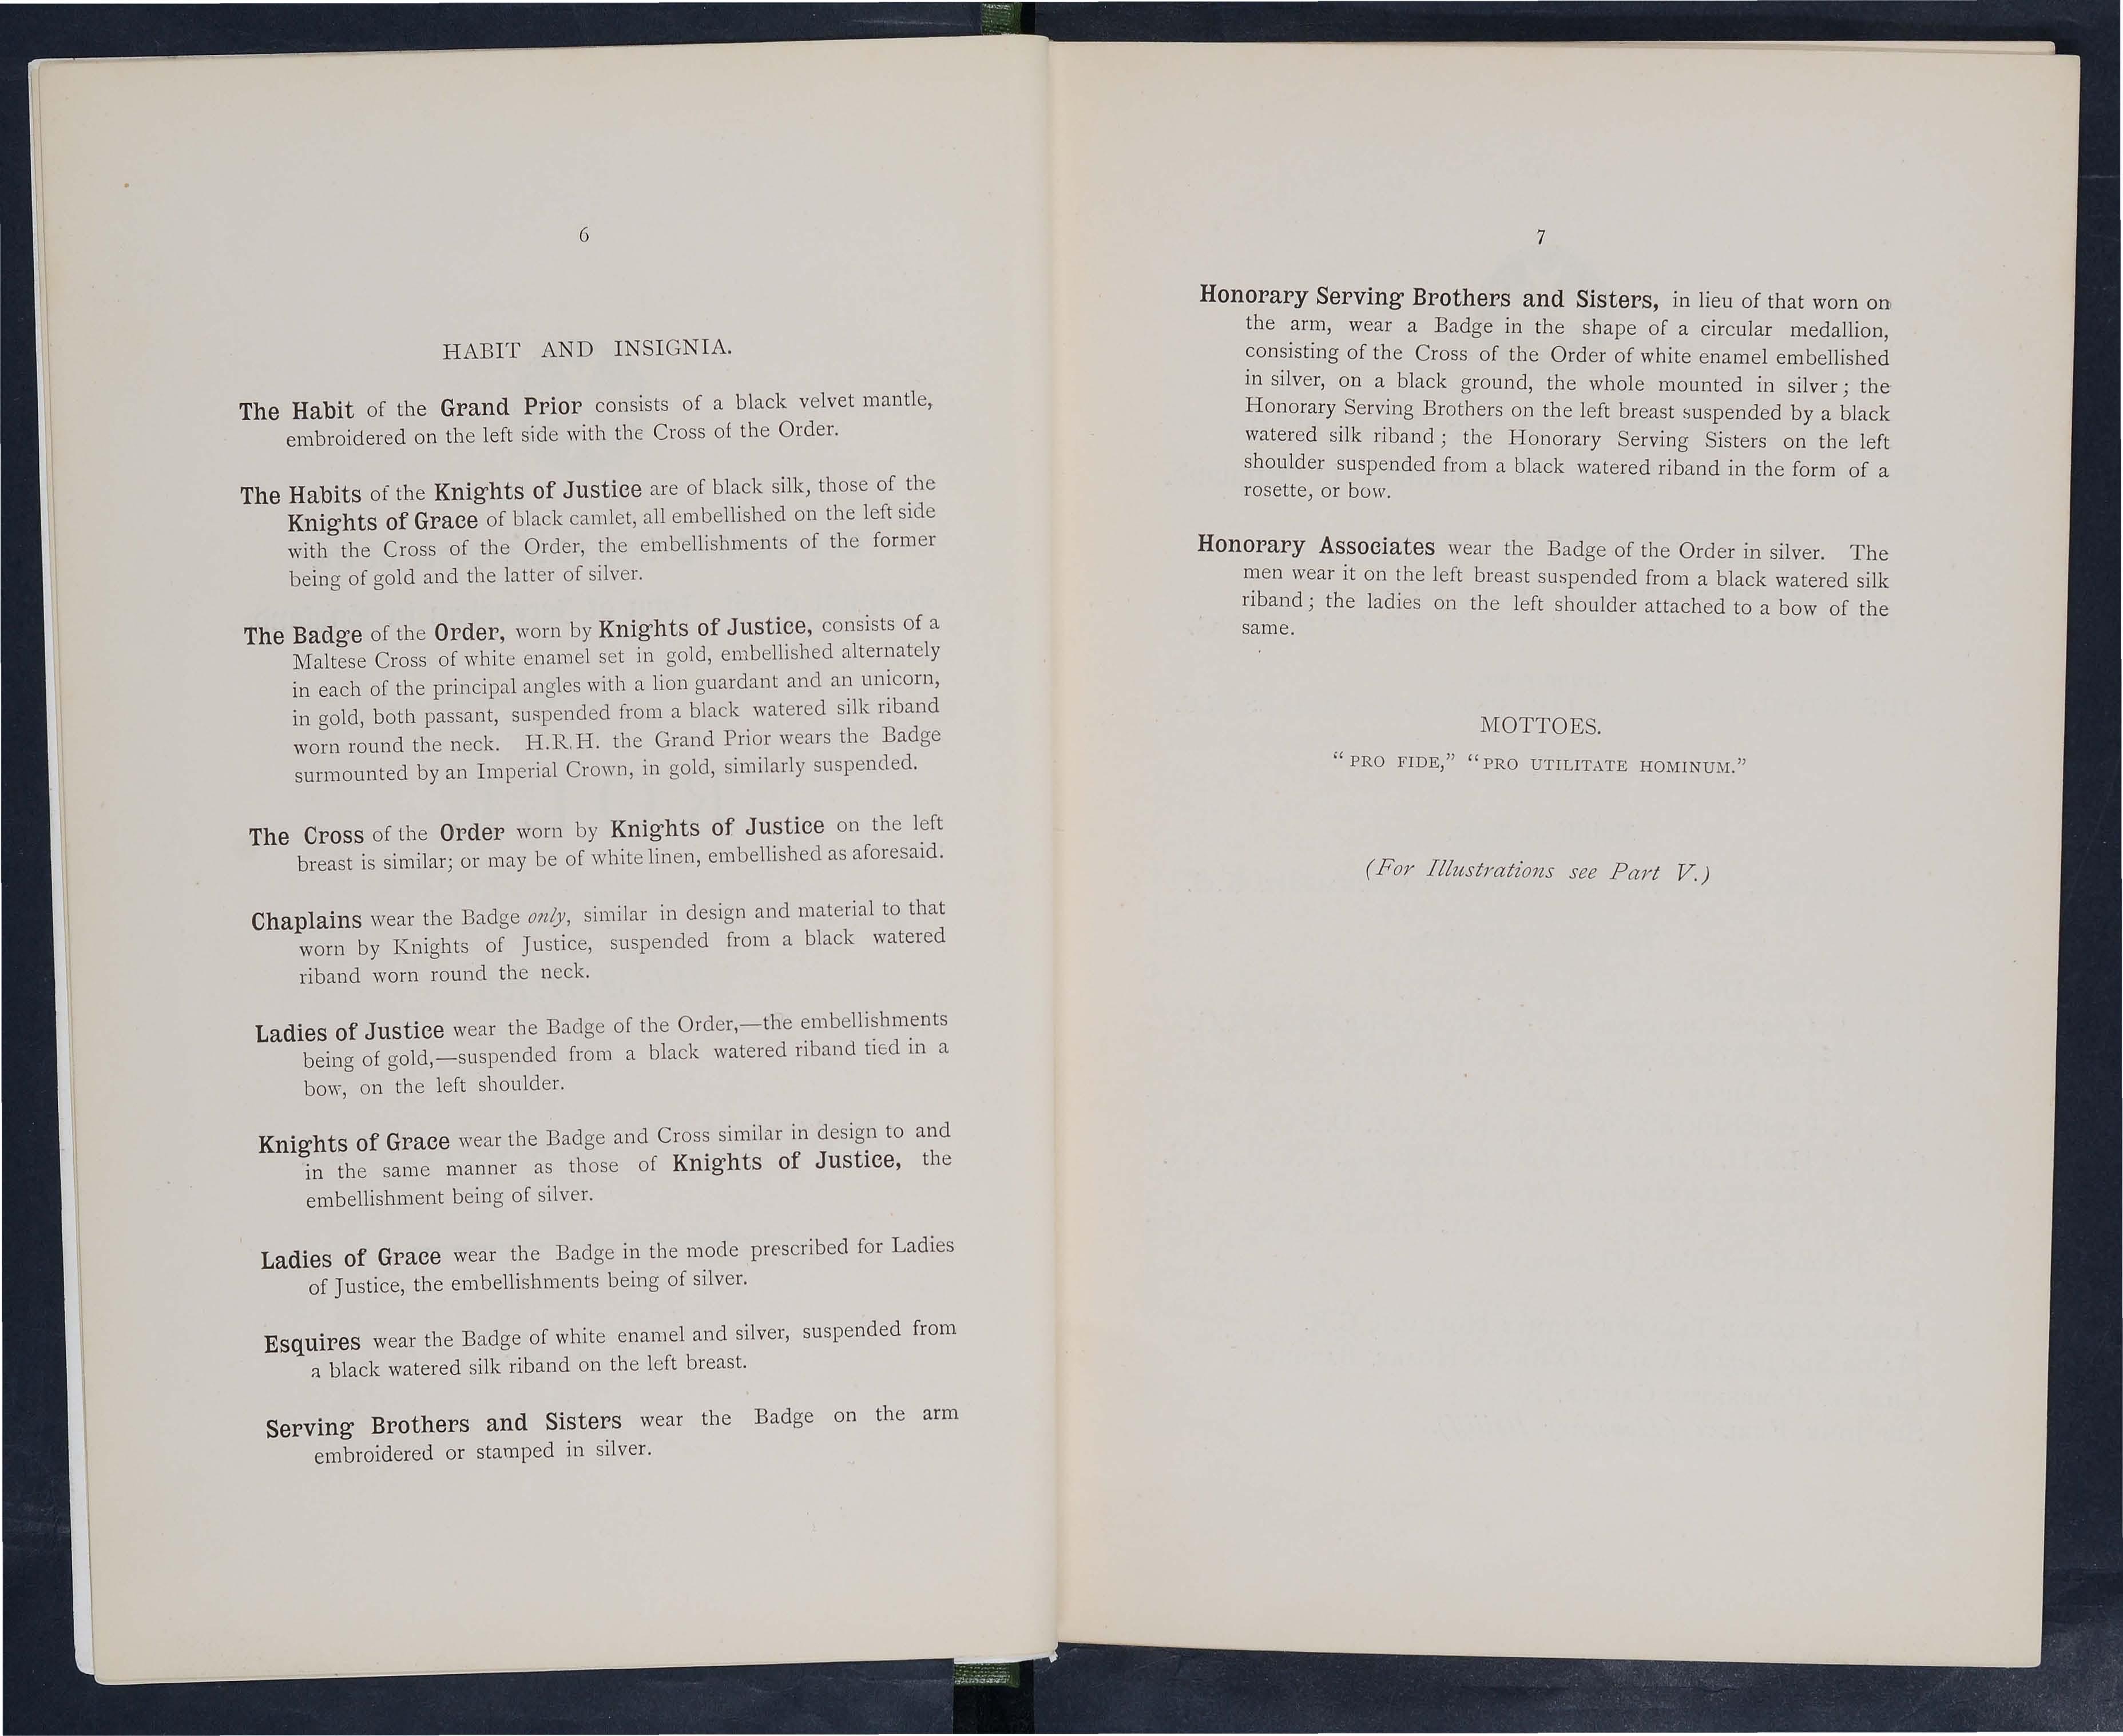 6
HABIT AND INSIGNIA.
The Habit of the Grand Prior consists of a black velvet mantle,
embroidered on the left side with the Cross of the Order.
The Habits of the Knights of Justice are of black silk, those of the
Knights of Grace of black camlet, all embellished on the left side
with the Cross of the Order, the embellishments of the former
being of gold and the latter of silver.
The Badge of the Order, worn by Knights of Justice, consists of a
Maltese Cross of white enamel set in gold, embellished alternately
in each of the principal angles with a lion guardant and an unicorn,
in gold, both passant, suspended from a black watered silk riband
worn round the neck. H.R.H. the Grand Prior wears the Badge
surmounted by an Imperial Crown, in gold, similarly suspended.
The Cross of the Order worn by Knights of Justice on the left
breast is similar; or may be of white linen, embellished as aforesaid.
Chaplains wear the Badge only, similar in design and material to that
worn by Knights of Justice, suspended from a black watered
riband worn round the neck.
Ladies of Justice wear the Badge of the Order,—the embellishments
being of gold,—suspended from a black watered riband tied in a
bow, on the left shoulder.
Knights of Grace wear the Badge and Cross similar in design to and
in the same manner as those of Knights of Justice, the
embellishment being of silver.
Ladies of Grace wear the Badge in the mode prescribed for Ladies
of Justice, the embellishments being of silver.
Esquires wear the Badge of white enamel and silver, suspended from
a black watered silk riband on the left breast.
Serving Brothers and Sisters wear the Badge on the arm
embroidered or stamped in silver.
7
Honorary Serving Brothers and Sisters, in lieu of that worn on
the arm, wear a Badge in the shape of a circular medallion,
consisting of the Cross of the Order of white enamel embellished
in silver, on a black ground, the whole mounted in silver; the
Honorary Serving Brothers on the left breast suspended by a black
watered silk riband; the Honorary Serving Sisters on the left
shoulder suspended from a black watered riband in the form of a
rosette, or bow.
Honorary Associates wear the Badge of the Order in silver. The
men wear it on the left breast suspended from a black watered silk
riband; the ladies on the left shoulder attached to a bow of the
same.
MOTTOES.
"PRO FIDE," "PRO UTILITATE HOMINUM."
(For Illustrations see Part V.)